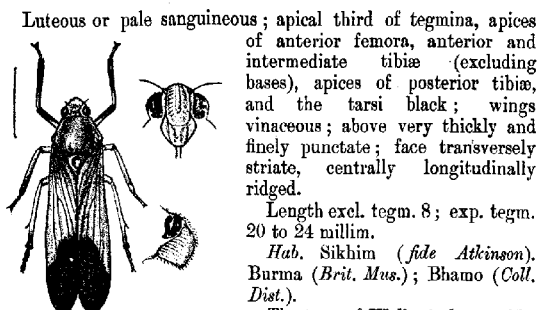 Luteous or pale sanguineous ; apical third of tegmina, apices
of anterior femora, anterior and
intermediate tibiæ (excluding
bases), apices of posterior tibiæ,
and the tarsi black ; wings
vinaceous ; above very thickly and
finely punctate ; face transversely
striate, centrally longitudinally
ridged.
Length excl. tegm. 8 ; exp. tegm.
20 to 24 millim.
Hab. Sikhim (fide Atkinson).
Burma (Brit. Mus.) ; Bhamo (Coll.
Dist.).